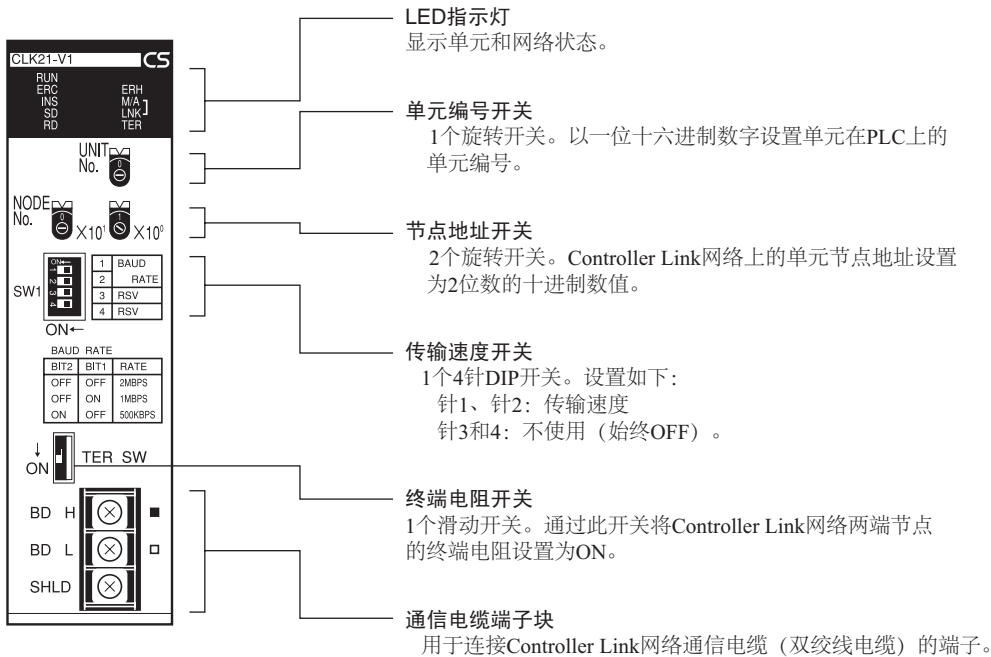 CLK21-V1 CS
RUN
ERC ERH
INS M/A
SD LNK
RD TER
UNIT
No.
0
NODE
No.
0 ×10¹ 1 ×10⁰
SW1
ON←
1 2 3 4
1 BAUD
2 RATE
3 RSV
4 RSV
ON←
BAUD RATE
BIT2 BIT1 RATE
OFF OFF 2MBPS
OFF ON 1MBPS
ON OFF 500KBPS
↓
ON TER SW
BD H ■
BD L □
SHLD
LED指示灯
显示单元和网络状态。
单元编号开关
1个旋转开关。以一位十六进制数字设置单元在PLC上的
单元编号。
节点地址开关
2个旋转开关。Controller Link网络上的单元节点地址设置
为2位数的十进制数值。
传输速度开关
1个4针DIP开关。设置如下：
针1、针2：传输速度
针3和4：不使用（始终OFF）。
终端电阻开关
1个滑动开关。通过此开关将Controller Link网络两端节点
的终端电阻设置为ON。
通信电缆端子块
用于连接Controller Link网络通信电缆（双绞线电缆）的端子。